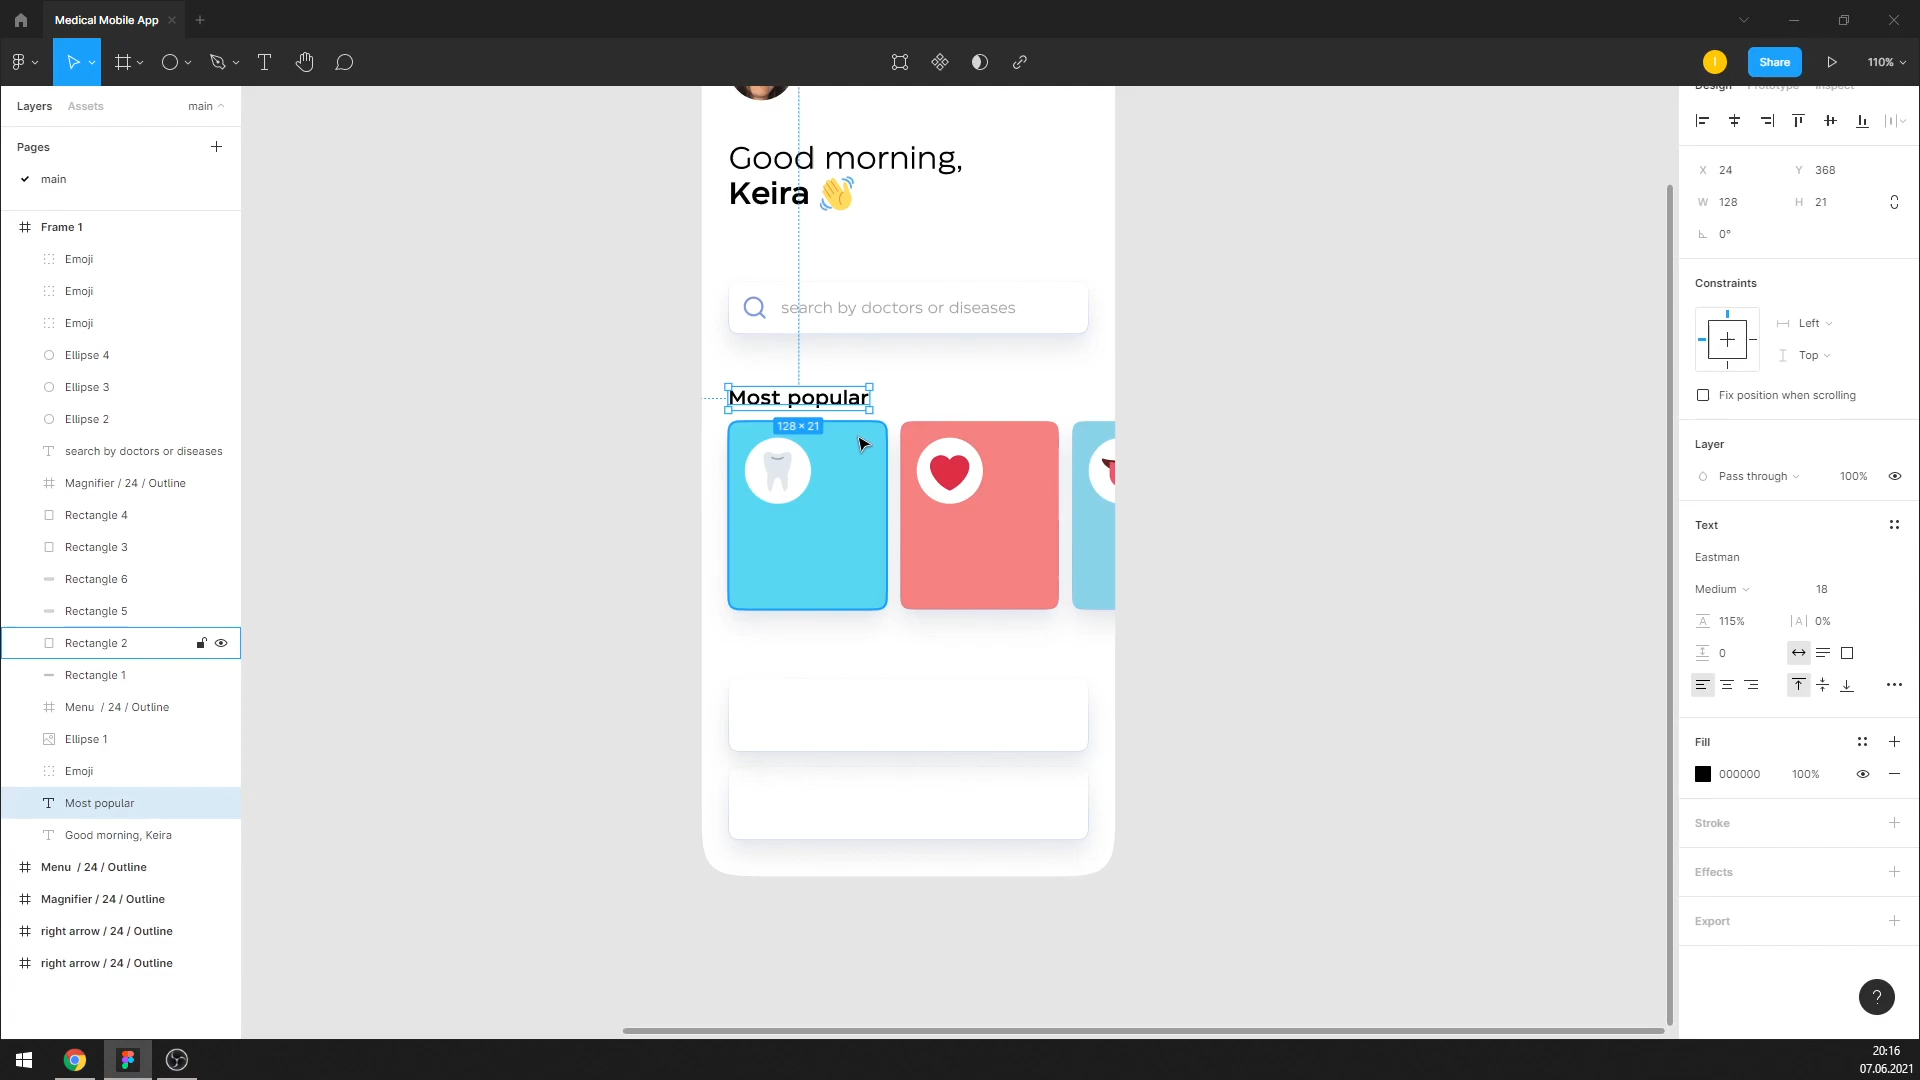 Medical Mobile App
I
Share
110%
Layers
Assets
main
Design
Prototype
Inspect
Pages
main
X 24
Y 368
W 128
H 21
0°
Frame 1
Emoji
Emoji
Emoji
Ellipse 4
Ellipse 3
Ellipse 2
search by doctors or diseases
Magnifier / 24 / Outline
Rectangle 4
Rectangle 3
Rectangle 6
Rectangle 5
Rectangle 2
Rectangle 1
Menu / 24 / Outline
Ellipse 1
Emoji
Most popular
Good morning, Keira
Menu / 24 / Outline
Magnifier / 24 / Outline
right arrow / 24 / Outline
right arrow / 24 / Outline
Good morning,
Keira
search by doctors or diseases
Most popular
128 × 21
Constraints
Left
Top
Fix position when scrolling
Layer
Pass through
100%
Text
Eastman
Medium
18
115%
0%
0
Fill
000000
100%
Stroke
Effects
Export
?
20:16
07.06.2021